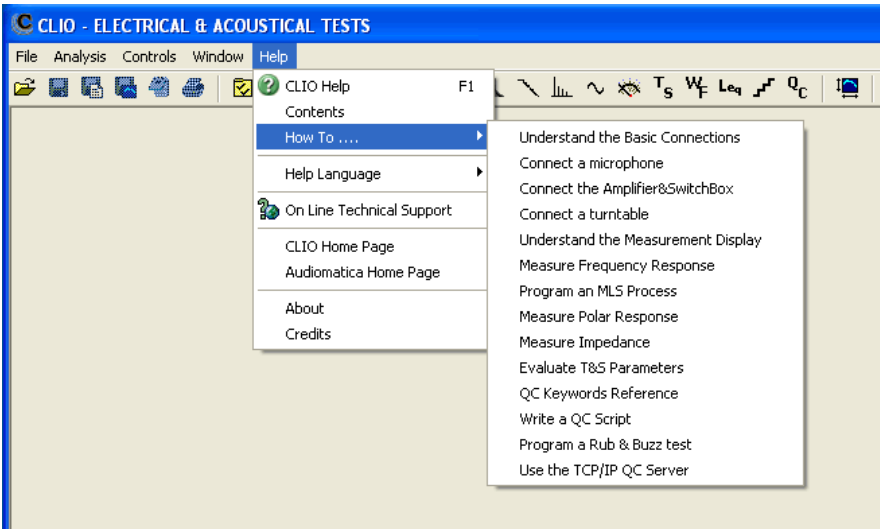 CLIO - ELECTRICAL & ACOUSTICAL TESTS
File Analysis Controls Window Help
TS WF Leq QC
CLIO Help F1
Contents
How To ....
Help Language
On Line Technical Support
CLIO Home Page
Audiomatica Home Page
About
Credits
Understand the Basic Connections
Connect a microphone
Connect the Amplifier&SwitchBox
Connect a turntable
Understand the Measurement Display
Measure Frequency Response
Program an MLS Process
Measure Polar Response
Measure Impedance
Evaluate T&S Parameters
QC Keywords Reference
Write a QC Script
Program a Rub & Buzz test
Use the TCP/IP QC Server